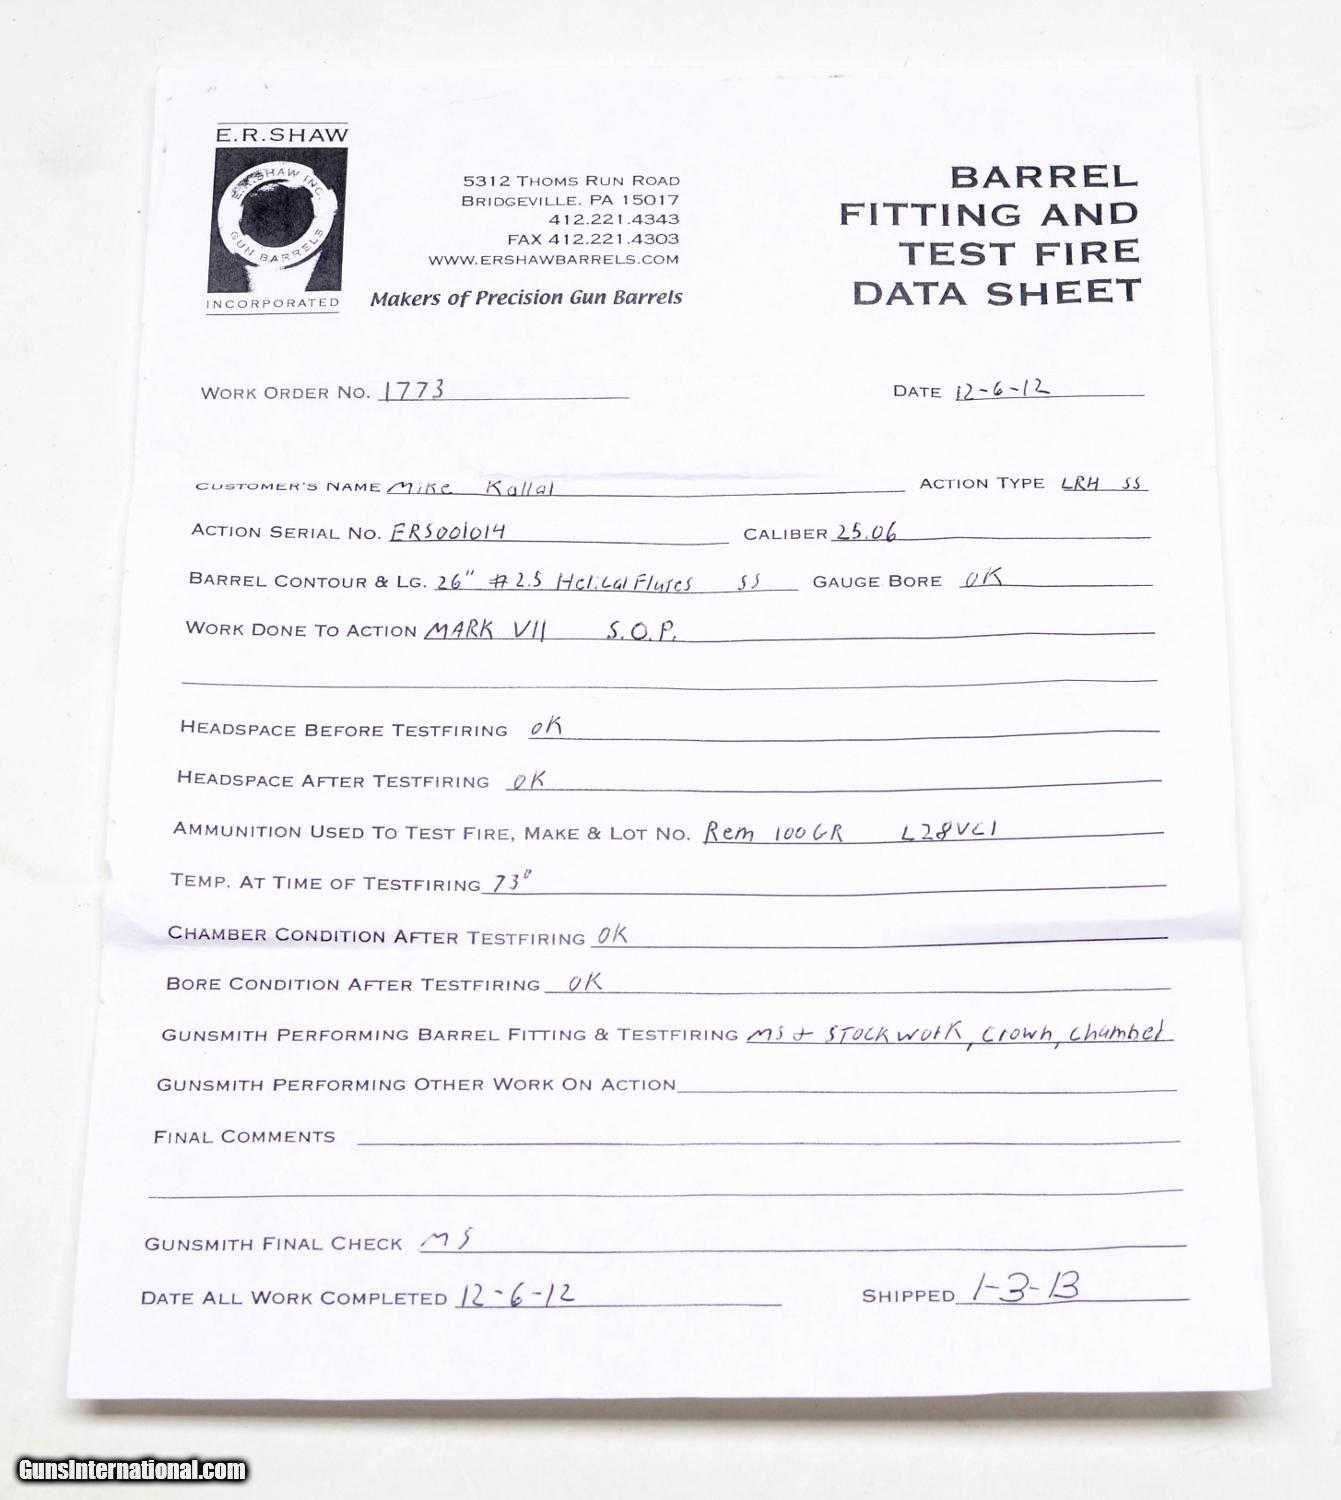 E.R.SHAW
E.R.SHAW INC.
GUN BARRELS
INCORPORATED
5312 THOMS RUN ROAD
BRIDGEVILLE. PA 15017
412.221.4343
FAX 412.221.4303
WWW.ERSHAWBARRELS.COM
Makers of Precision Gun Barrels
BARREL
FITTING AND
TEST FIRE
DATA SHEET
WORK ORDER NO. 1773 DATE 12-6-12
CUSTOMER'S NAME Mike Kallal ACTION TYPE LRH SS
ACTION SERIAL NO. ERS001014 CALIBER 25.06
BARREL CONTOUR & LG. 26" #2.5 Helical Flutes SS GAUGE BORE OK
WORK DONE TO ACTION MARK VII S.O.P.
HEADSPACE BEFORE TESTFIRING OK
HEADSPACE AFTER TESTFIRING OK
AMMUNITION USED TO TEST FIRE, MAKE & LOT NO. Rem 100GR L28VC1
TEMP. AT TIME OF TESTFIRING 73°
CHAMBER CONDITION AFTER TESTFIRING OK
BORE CONDITION AFTER TESTFIRING OK
GUNSMITH PERFORMING BARREL FITTING & TESTFIRING MS + STOCK WORK, Crown, Chamber
GUNSMITH PERFORMING OTHER WORK ON ACTION
FINAL COMMENTS
GUNSMITH FINAL CHECK MS
DATE ALL WORK COMPLETED 12-6-12 SHIPPED 1-3-13
GunsInternational.com